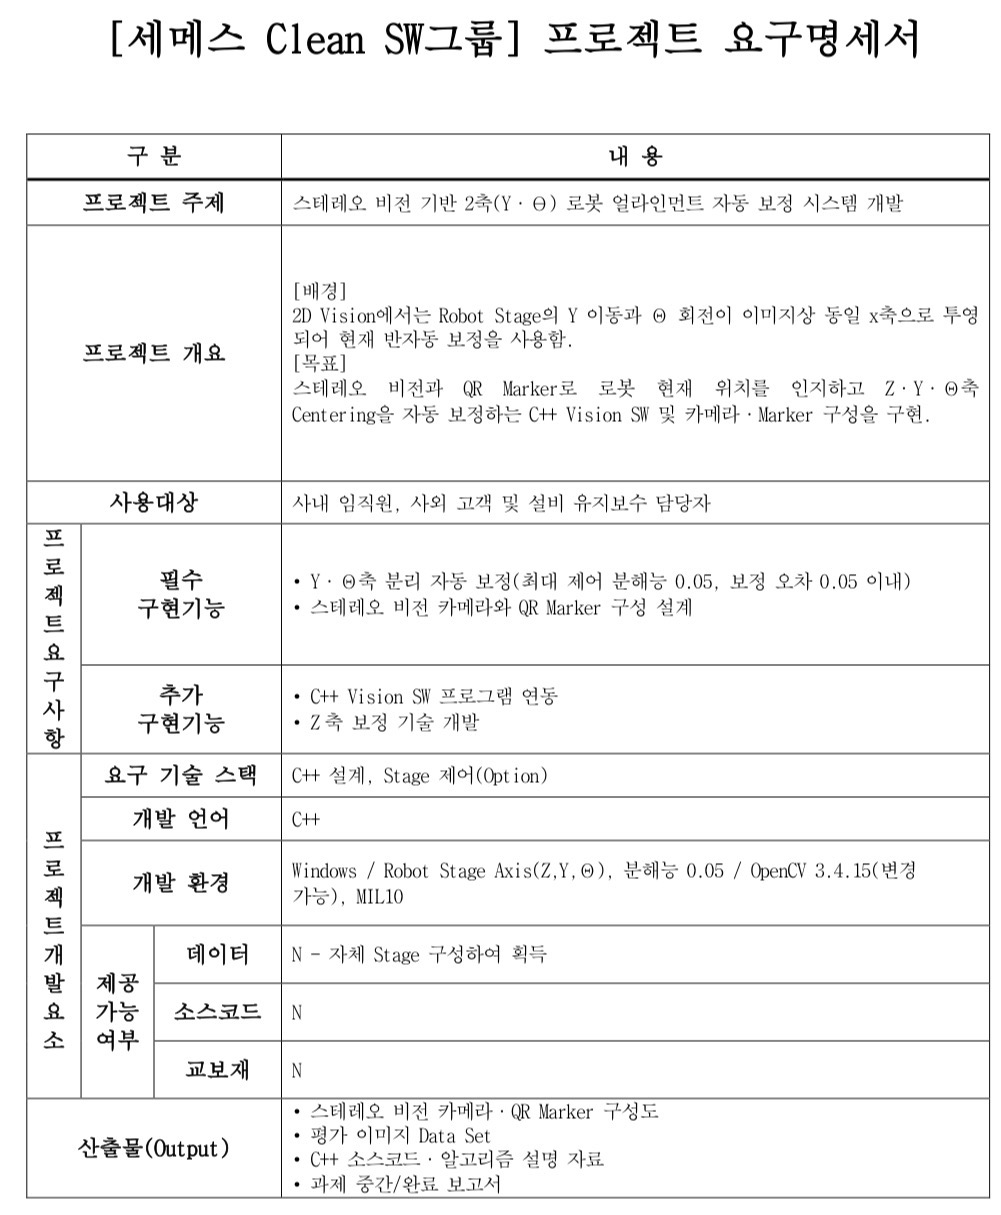 [세메스 Clean SW그룹] 프로젝트 요구명세서
구 분
내 용
프로젝트 주제
스테레오 비전 기반 2축(Y·Θ) 로봇 얼라인먼트 자동 보정 시스템 개발
프로젝트 개요
[배경]
2D Vision에서는 Robot Stage의 Y 이동과 Θ 회전이 이미지상 동일 x축으로 투영
되어 현재 반자동 보정을 사용함.
[목표]
스테레오 비전과 QR Marker로 로봇 현재 위치를 인지하고 Z·Y·Θ축
Centering을 자동 보정하는 C++ Vision SW 및 카메라·Marker 구성을 구현.
사용대상
사내 임직원, 사외 고객 및 설비 유지보수 담당자
프로젝트요구사항
필수
구현기능
• Y·Θ축 분리 자동 보정(최대 제어 분해능 0.05, 보정 오차 0.05 이내)
• 스테레오 비전 카메라와 QR Marker 구성 설계
추가
구현기능
• C++ Vision SW 프로그램 연동
• Z축 보정 기술 개발
프로젝트개발요소
요구 기술 스택
C++ 설계, Stage 제어(Option)
개발 언어
C++
개발 환경
Windows / Robot Stage Axis(Z,Y,Θ), 분해능 0.05 / OpenCV 3.4.15(변경
가능), MIL10
제공
가능
여부
데이터
N - 자체 Stage 구성하여 획득
소스코드
N
교보재
N
산출물(Output)
• 스테레오 비전 카메라·QR Marker 구성도
• 평가 이미지 Data Set
• C++ 소스코드·알고리즘 설명 자료
• 과제 중간/완료 보고서